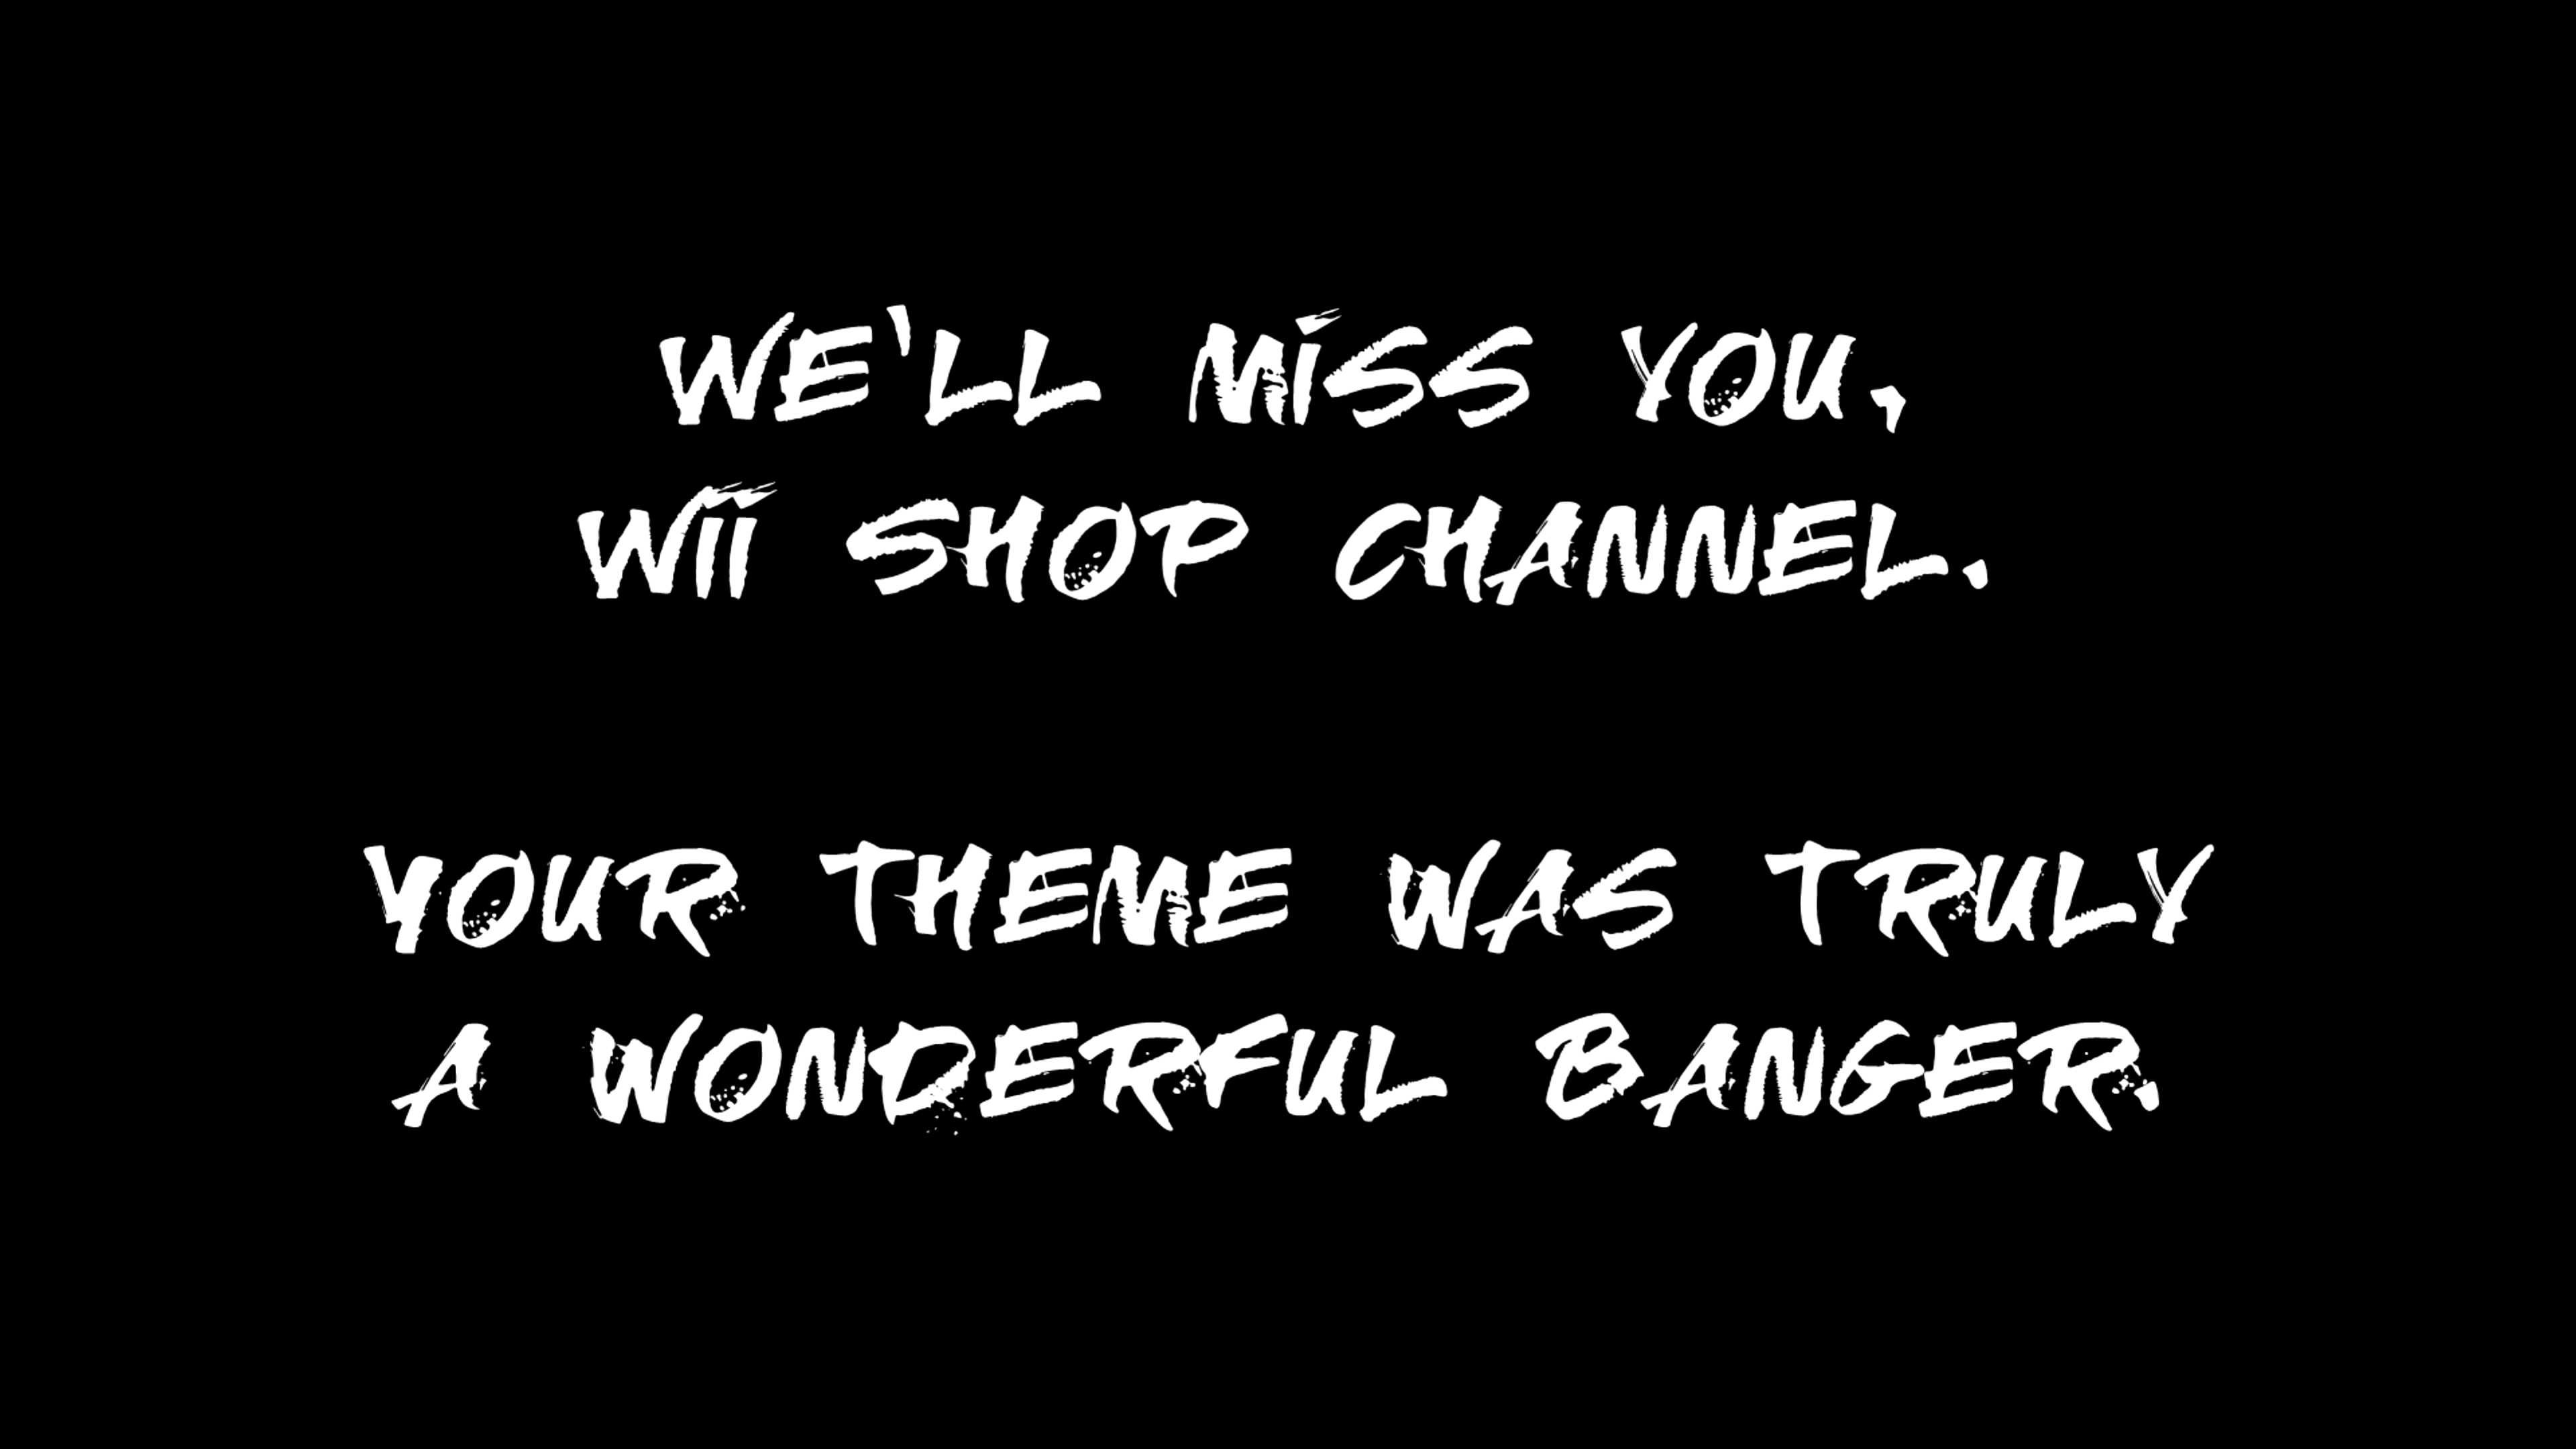 WE'LL MiSS YOU,
Wii SHOP CHANNEL.
YOUR THEME WAS TRULY
A WONDERFUL BANGER.